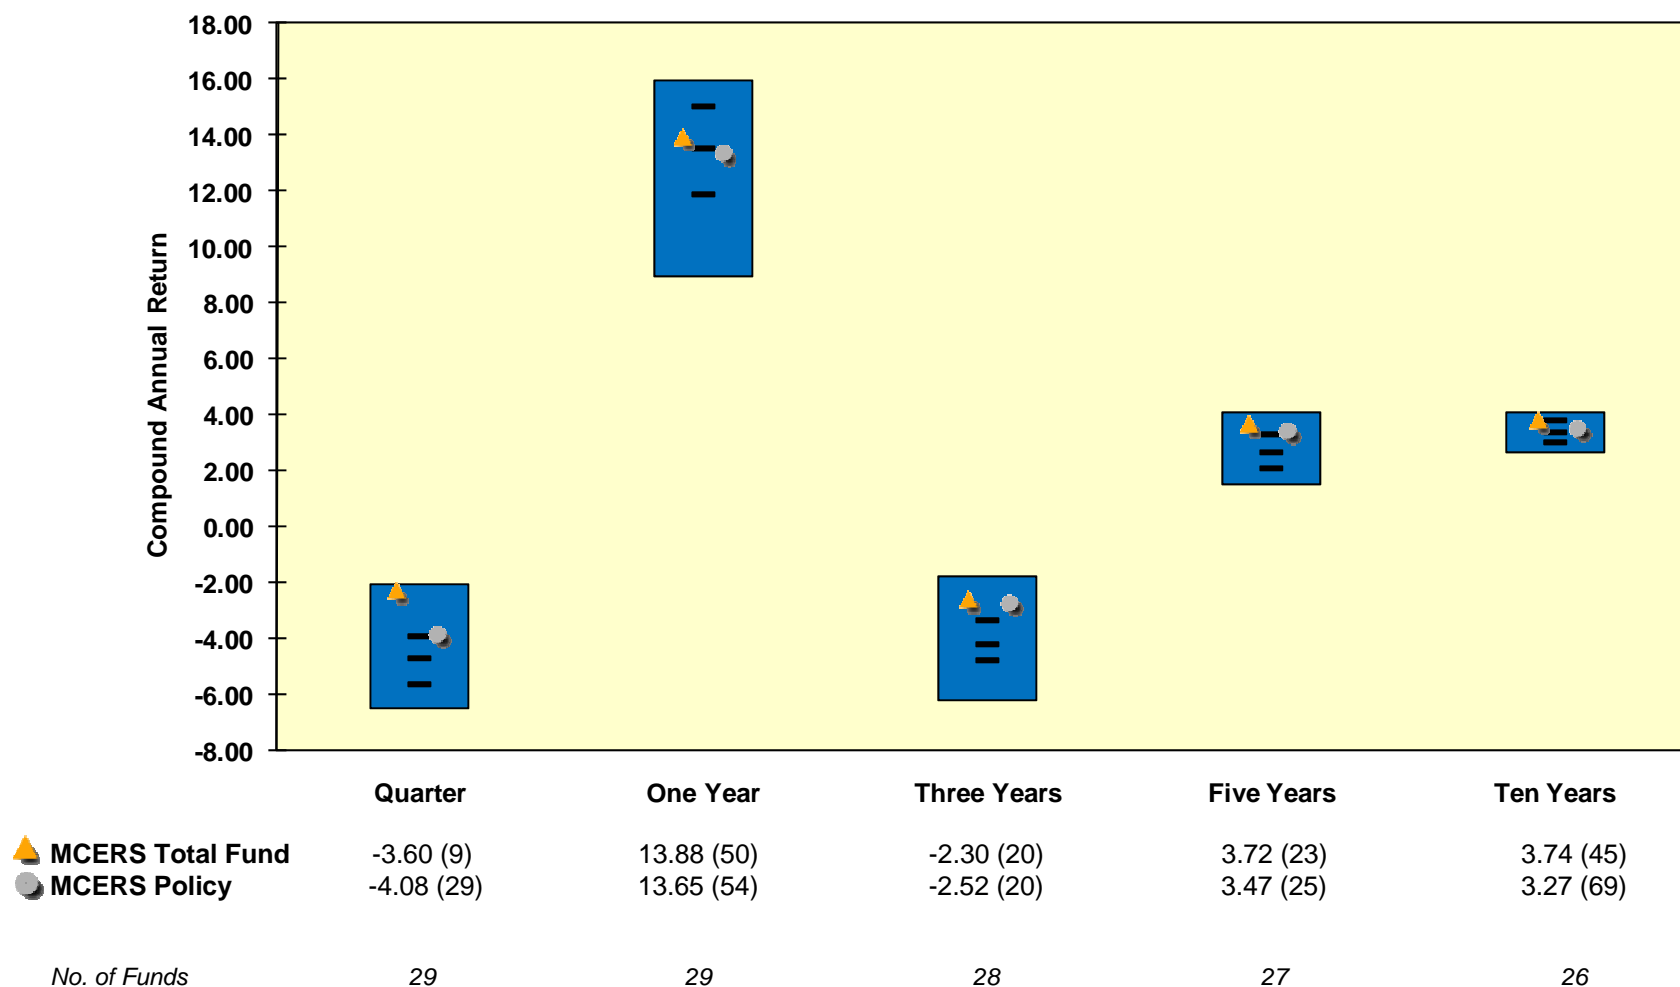 18.00
16.00
14.00
12.00
10.00
8.00
6.00
4.00
2.00
0.00
-2.00
-4.00
-6.00
-8.00
Compound Annual Return
Quarter One Year Three Years Five Years Ten Years
MCERS Total Fund -3.60 (9) 13.88 (50) -2.30 (20) 3.72 (23) 3.74 (45)
MCERS Policy -4.08 (29) 13.65 (54) -2.52 (20) 3.47 (25) 3.27 (69)
No. of Funds 29 29 28 27 26